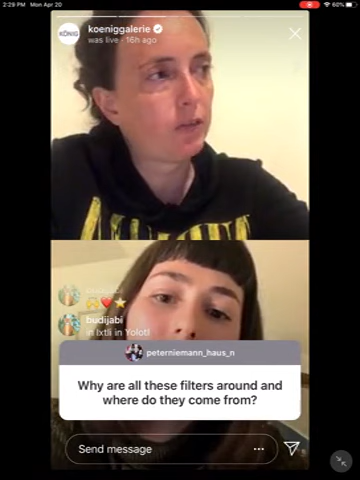 2:29 PM Mon Apr 20
60%
KÖNIG
koeniggalerie
was live · 16h ago
budijabi
in Ixtli in Yolotl
peterniemann_haus_n
Why are all these filters around and
where do they come from?
Send message